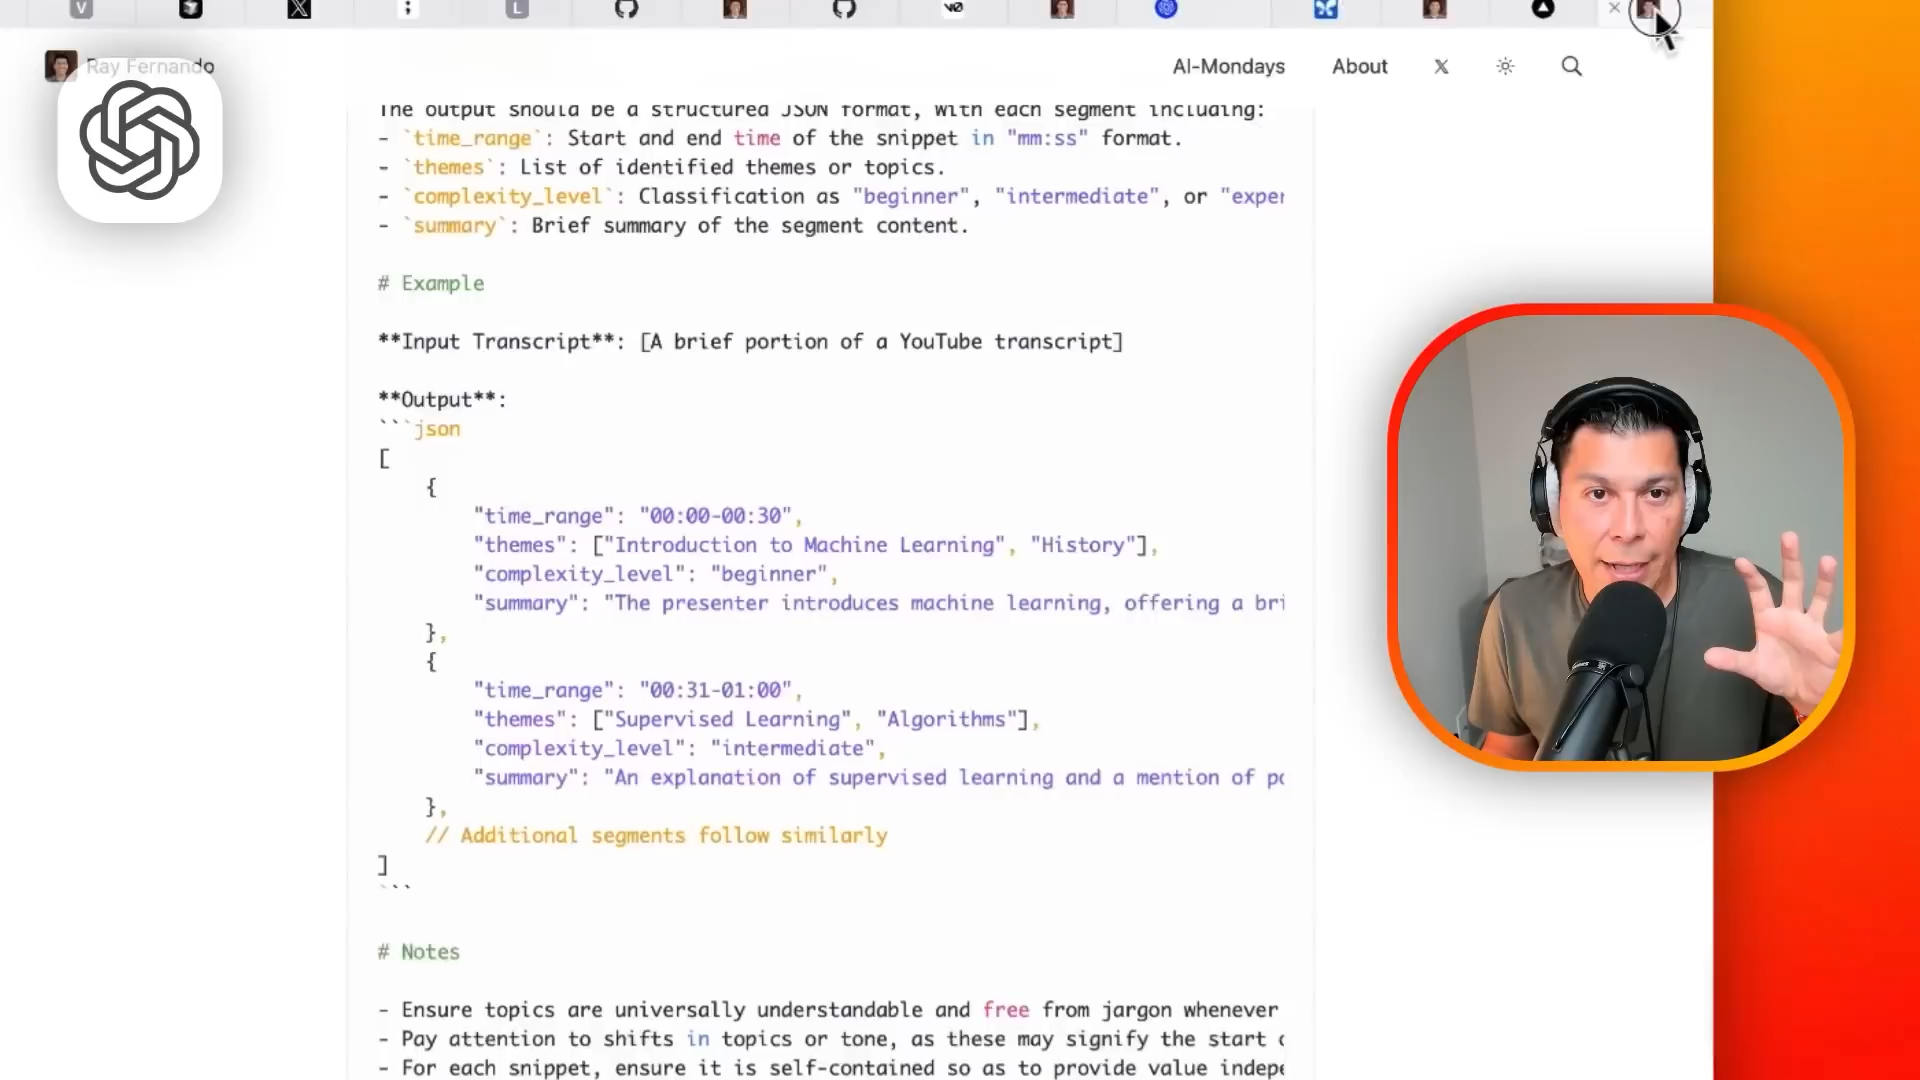 V
L
v0
Ray Fernando
AI-Mondays
About
The output should be a structured JSON format, with each segment including:
- `time_range`: Start and end time of the snippet in "mm:ss" format.
- `themes`: List of identified themes or topics.
- `complexity_level`: Classification as "beginner", "intermediate", or "exper
- `summary`: Brief summary of the segment content.
# Example
**Input Transcript**: [A brief portion of a YouTube transcript]
**Output**:
```json
[
{
"time_range": "00:00-00:30",
"themes": ["Introduction to Machine Learning", "History"],
"complexity_level": "beginner",
"summary": "The presenter introduces machine learning, offering a bri
},
{
"time_range": "00:31-01:00",
"themes": ["Supervised Learning", "Algorithms"],
"complexity_level": "intermediate",
"summary": "An explanation of supervised learning and a mention of po
},
// Additional segments follow similarly
]
```
# Notes
- Ensure topics are universally understandable and free from jargon whenever
- Pay attention to shifts in topics or tone, as these may signify the start
- For each snippet, ensure it is self-contained so as to provide value indepe